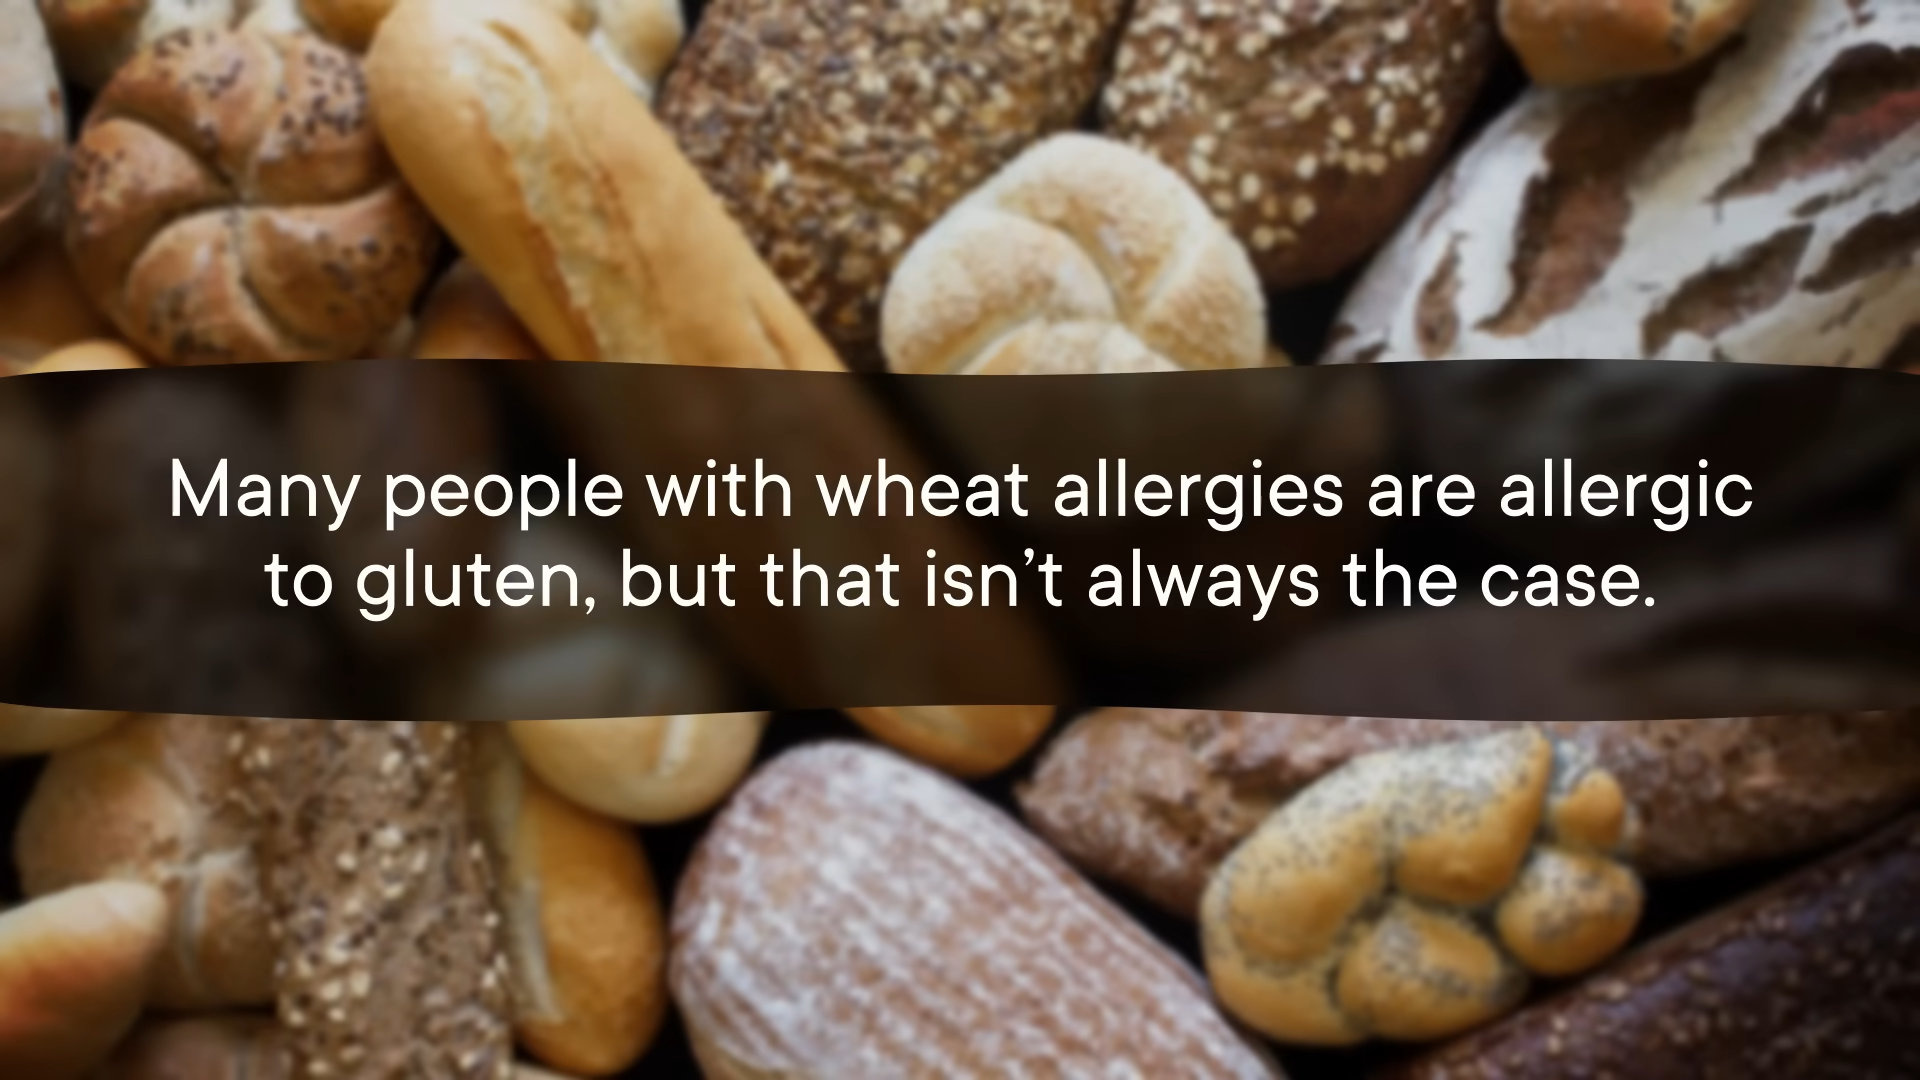 Many people with wheat allergies are allergic
to gluten, but that isn’t always the case.